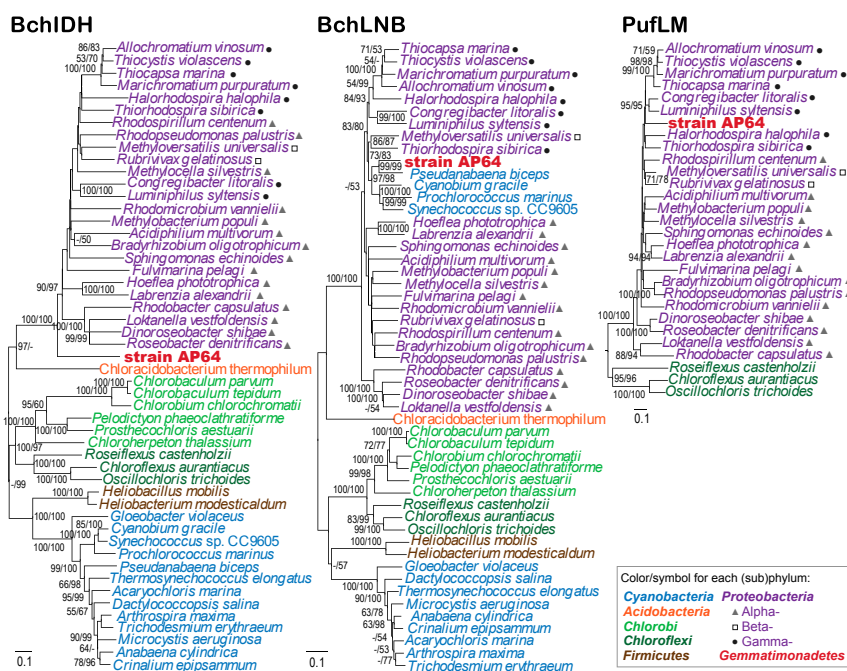 BchIDH
86/83
Allochromatium vinosum
53/70
Thiocystis violascens
100/100
Thiocapsa marina
Marichromatium purpuratum
Halorhodospira halophila
Thiorhodospira sibirica
Rhodospirillum centenum
Rhodopseudomonas palustris
Methyloversatilis universalis
Rubrivivax gelatinosus
Methylocella silvestris
Congregibacter litoralis
100/100
Luminiphilus syltensis
Rhodomicrobium vannielii
Methylobacterium populi
Acidiphilium multivorum
-/50
Bradyrhizobium oligotrophicum
Sphingomonas echinoides
Fulvimarina pelagi
Hoeflea phototrophica
90/97
100/100
Labrenzia alexandrii
Rhodobacter capsulatus
100/100
100/100
Loktanella vestfoldensis
Dinoroseobacter shibae
99/99
Roseobacter denitrificans
97/-
strain AP64
Chloracidobacterium thermophilum
Chlorobaculum parvum
100/100
Chlorobaculum tepidum
95/60
Chlorobium chlorochromatii
Pelodictyon phaeoclathratiforme
100/100
100/100
Prosthecochloris aestuarii
100/97
Chloroherpeton thalassium
Roseiflexus castenholzii
100/100
Chloroflexus aurantiacus
100/100
Oscillochloris trichoides
-/99
Heliobacillus mobilis
100/100
Heliobacterium modesticaldum
100/100
Gloeobacter violaceus
85/100
Cyanobium gracile
100/100
100/100
Synechococcus sp. CC9605
Prochlorococcus marinus
99/100
Pseudanabaena biceps
66/98
Thermosynechococcus elongatus
95/99
Acaryochloris marina
55/67
Dactylococcopsis salina
Arthrospira maxima
Trichodesmium erythraeum
90/99
Microcystis aeruginosa
64/-
Anabaena cylindrica
78/96
Crinalium epipsammum
0.1
BchLNB
71/53
Thiocapsa marina
54/-
Thiocystis violascens
100/100
Marichromatium purpuratum
54/99
Allochromatium vinosum
84/93
Halorhodospira halophila
Congregibacter litoralis
99/100
Luminiphilus syltensis
83/80
Methyloversatilis universalis
86/87
Thiorhodospira sibirica
73/83
strain AP64
99/99
97/98
Pseudanabaena biceps
-/53
Cyanobium gracile
100/100
Prochlorococcus marinus
99/99
Synechococcus sp. CC9605
Hoeflea phototrophica
100/100
Labrenzia alexandrii
Sphingomonas echinoides
Acidiphilium multivorum
Methylobacterium populi
100/100
Methylocella silvestris
Fulvimarina pelagi
Rhodomicrobium vannielii
Rubrivivax gelatinosus
Rhodospirillum centenum
Bradyrhizobium oligotrophicum
Rhodopseudomonas palustris
Rhodobacter capsulatus
100/100
Roseobacter denitrificans
Dinoroseobacter shibae
-/54
Loktanella vestfoldensis
Chloracidobacterium thermophilum
100/100
Chlorobaculum parvum
72/77
Chlorobaculum tepidum
Chlorobium chlorochromatii
Pelodictyon phaeoclathratiforme
99/98
Prosthecochloris aestuarii
100/100
Chloroherpeton thalassium
Roseiflexus castenholzii
83/99
Chloroflexus aurantiacus
99/100
Oscillochloris trichoides
Heliobacillus mobilis
100/100
Heliobacterium modesticaldum
-/57
Gloeobacter violaceus
100/100
Dactylococcopsis salina
Thermosynechococcus elongatus
90/100
Microcystis aeruginosa
63/78
Anabaena cylindrica
63/98
Crinalium epipsammum
-/54
Acaryochloris marina
-/53
Arthrospira maxima
-/77
Trichodesmium erythraeum
0.1
PufLM
71/59
Allochromatium vinosum
98/98
Thiocystis violascens
99/100
Marichromatium purpuratum
Thiocapsa marina
95/95
Congregibacter litoralis
Luminiphilus syltensis
strain AP64
Halorhodospira halophila
Thiorhodospira sibirica
Rhodospirillum centenum
Methyloversatilis universalis
71/78
Rubrivivax gelatinosus
Acidiphilium multivorum
Methylobacterium populi
Methylocella silvestris
Sphingomonas echinoides
Hoeflea phototrophica
94/94
Labrenzia alexandrii
Fulvimarina pelagi
Bradyrhizobium oligotrophicum
100/100
Rhodopseudomonas palustris
Rhodomicrobium vannielii
Dinoroseobacter shibae
100/100
Roseobacter denitrificans
Loktanella vestfoldensis
88/94
Rhodobacter capsulatus
Roseiflexus castenholzii
95/96
Chloroflexus aurantiacus
100/100
Oscillochloris trichoides
0.1
Color/symbol for each (sub)phylum:
Cyanobacteria Proteobacteria
Acidobacteria Alpha-
Chlorobi Beta-
Chloroflexi Gamma-
Firmicutes Gemmatimonadetes